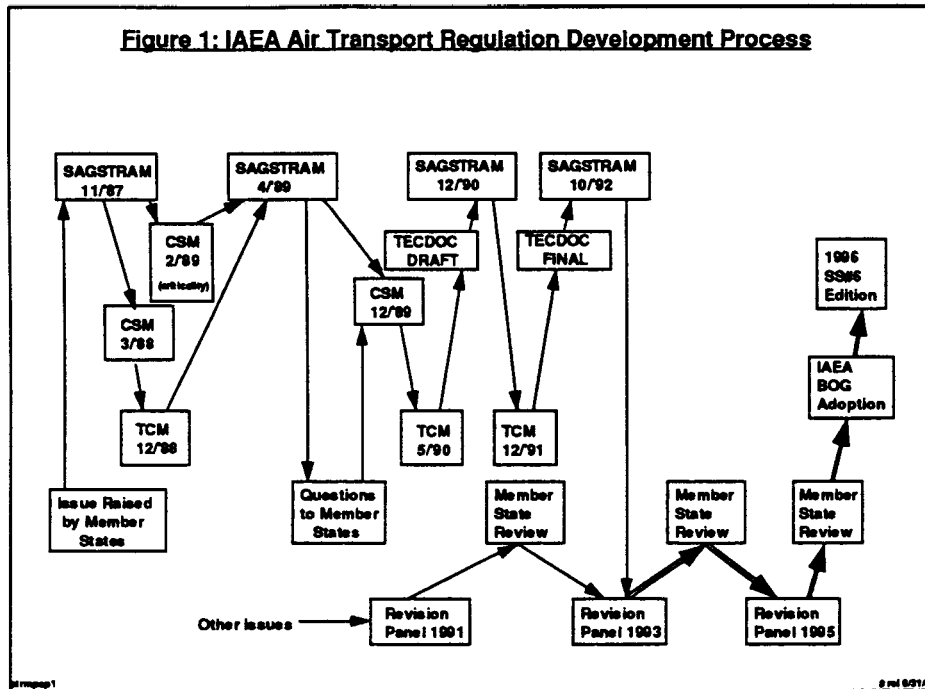 Figure 1: IAEA Air Transport Regulation Development Process
SAGSTRAM
11/'87
SAGSTRAM
4/'89
SAGSTRAM
12/'90
SAGSTRAM
10/'92
CSM
2/'89
(criticality)
TECDOC
DRAFT
TECDOC
FINAL
1996
SS#6
Edition
CSM
3/'88
CSM
12/'89
IAEA
BOG
Adoption
TCM
12/'88
TCM
5/'90
TCM
12/'91
Issue Raised
by Member
States
Questions
to Member
States
Member
State
Review
Member
State
Review
Member
State
Review
Other Issues
Revision
Panel 1991
Revision
Panel 1993
Revision
Panel 1995